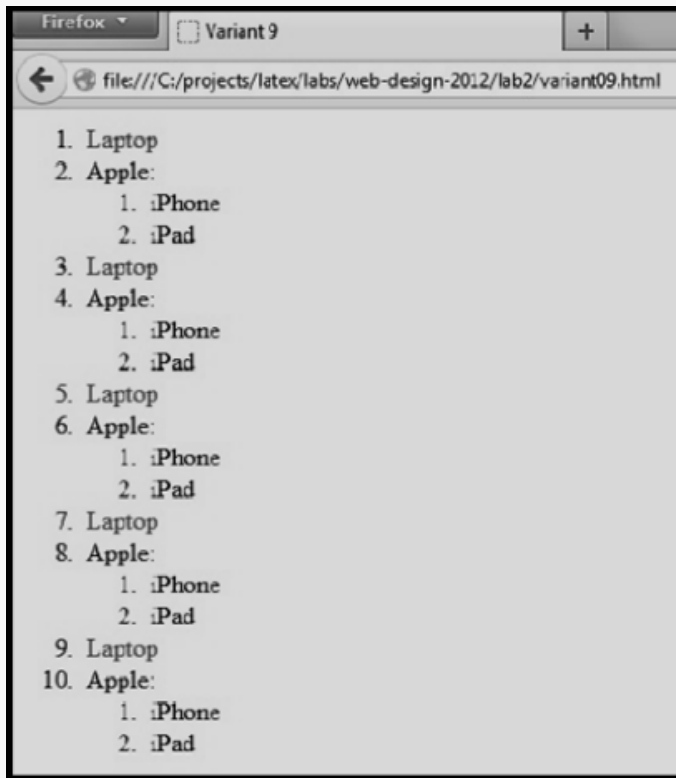 Firefox
Variant 9
+
file:///C:/projects/latex/labs/web-design-2012/lab2/variant09.html
1. Laptop
2. Apple:
1. iPhone
2. iPad
3. Laptop
4. Apple:
1. iPhone
2. iPad
5. Laptop
6. Apple:
1. iPhone
2. iPad
7. Laptop
8. Apple:
1. iPhone
2. iPad
9. Laptop
10. Apple:
1. iPhone
2. iPad